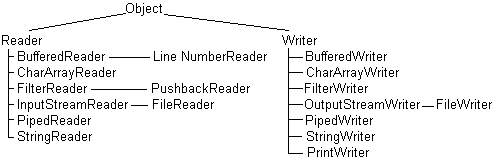 Object
Reader
BufferedReader Line NumberReader
CharArrayReader
FilterReader PushbackReader
InputStreamReader FileReader
PipedReader
StringReader
Writer
BufferedWriter
CharArrayWriter
FilterWriter
OutputStreamWriter FileWriter
PipedWriter
StringWriter
PrintWriter